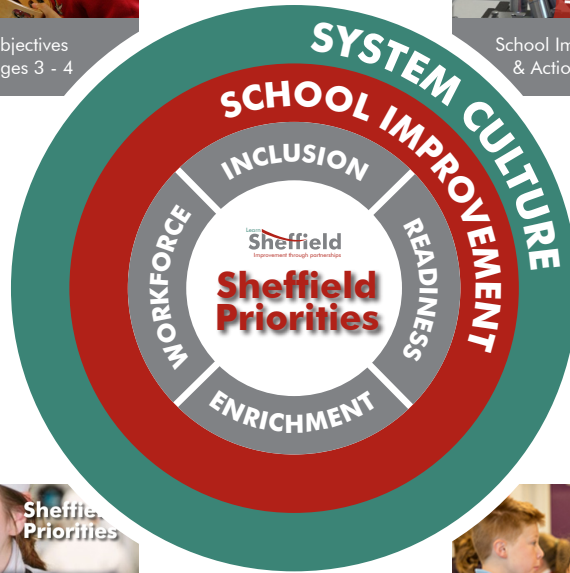 bjectives
ges 3 - 4
School Im
& Actio
SYSTEM CULTURE
SCHOOL IMPROVEMENT
INCLUSION
WORKFORCE
READINESS
ENRICHMENT
Learn
Sheffield
Improvement through partnerships
Sheffield
Priorities
Sheffie
Priorities